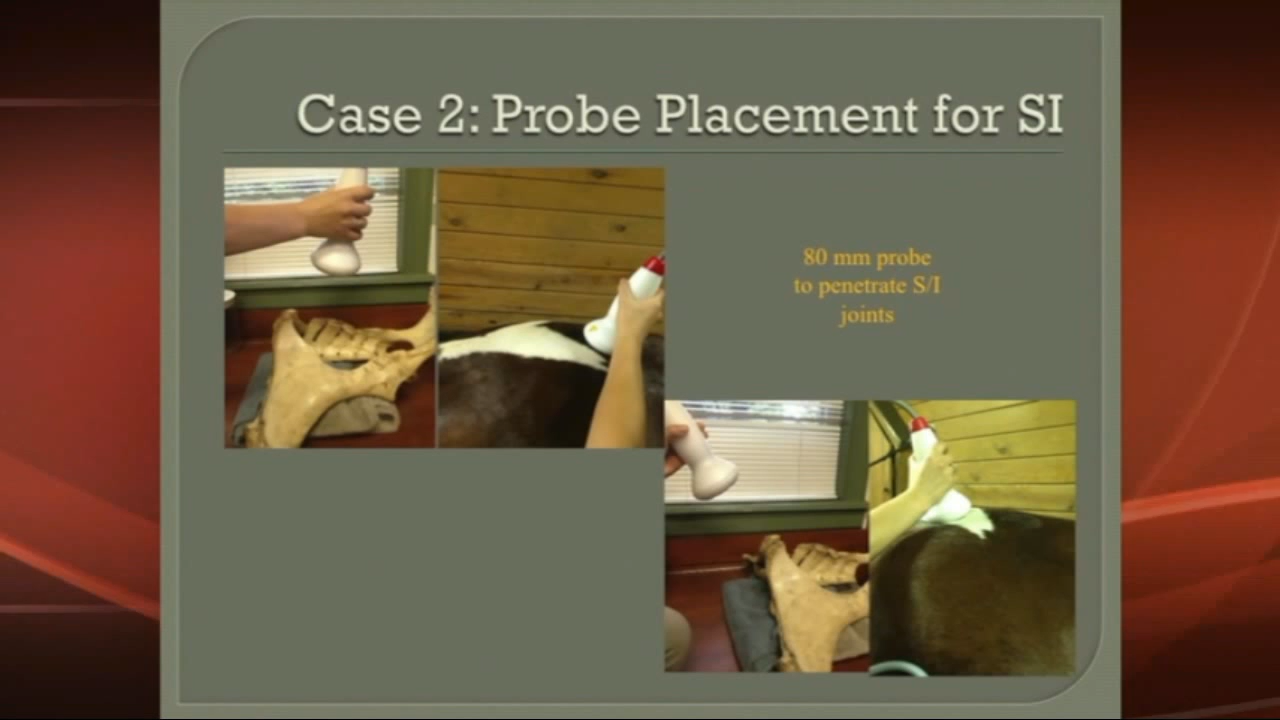 Case 2: Probe Placement for SI
80 mm probe
to penetrate S/I
joints